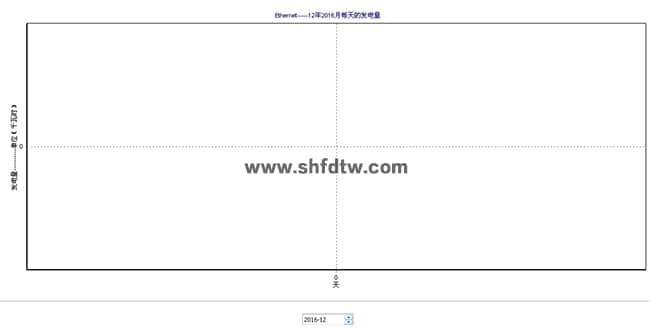 Ethernet-----12年2016月每天的发电量
发电量----------单位（千瓦时）
0
www.shfdtw.com
0
天
2016-12